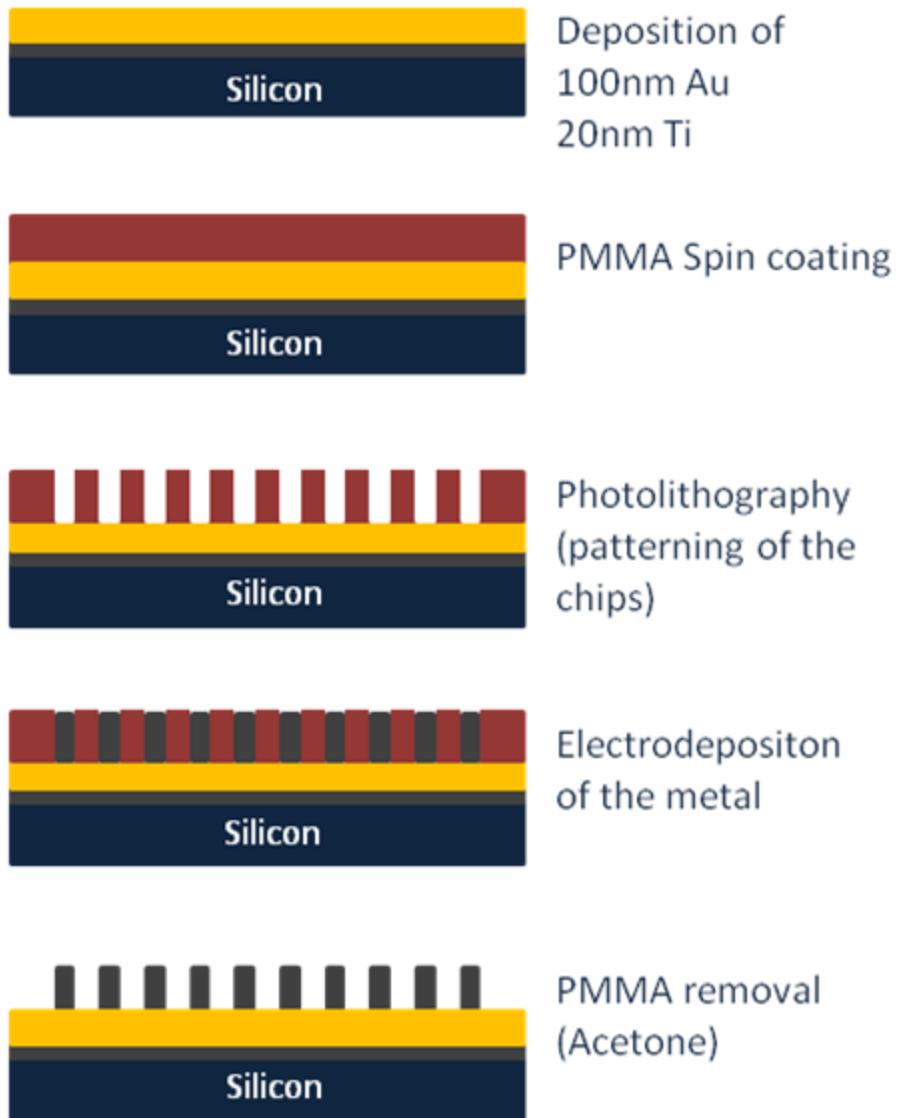 Silicon
Deposition of
100nm Au
20nm Ti
Silicon
PMMA Spin coating
Silicon
Photolithography
(patterning of the
chips)
Silicon
Electrodepositon
of the metal
Silicon
PMMA removal
(Acetone)